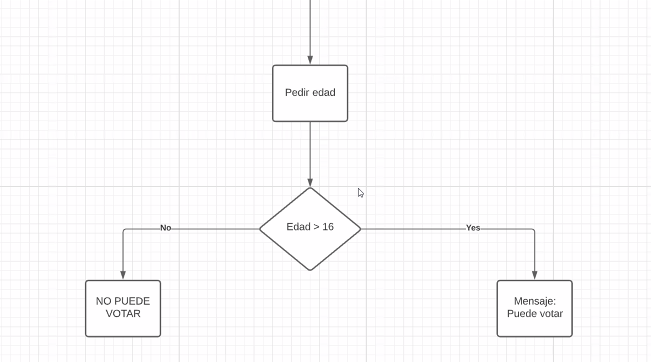 Pedir edad
Edad > 16
No
Yes
NO PUEDE
VOTAR
Mensaje:
Puede votar